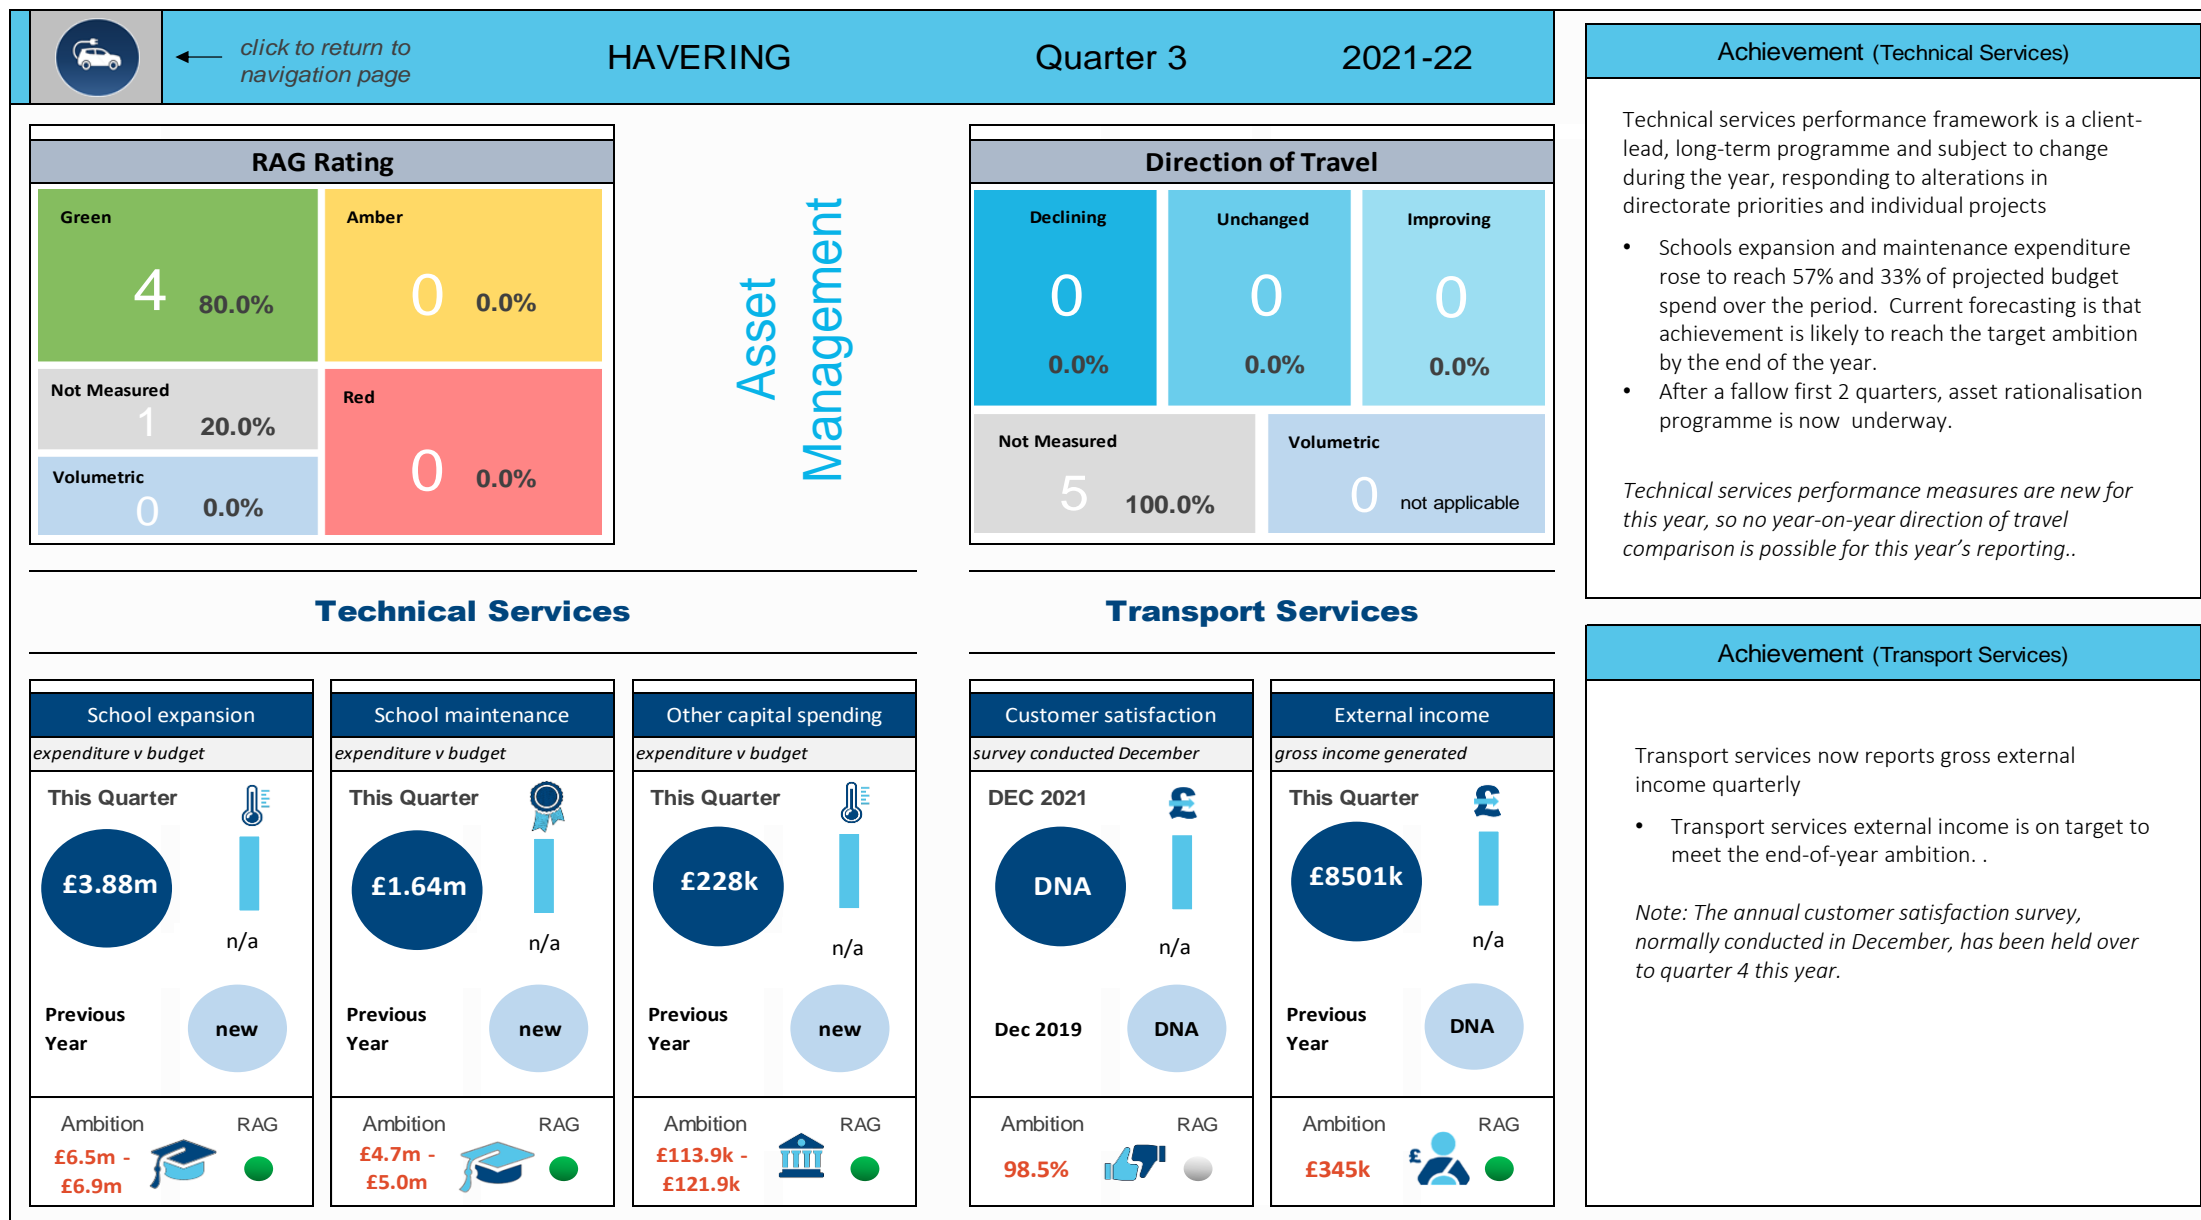 click to return to
navigation page
HAVERING
Quarter 3
2021-22
RAG Rating
Green
4 80.0%
Amber
0 0.0%
Not Measured
1 20.0%
Red
0 0.0%
Volumetric
0 0.0%
Asset
Management
Direction of Travel
Declining
0
0.0%
Unchanged
0
0.0%
Improving
0
0.0%
Not Measured
5 100.0%
Volumetric
0 not applicable
Technical Services
School expansion
expenditure v budget
This Quarter
£3.88m
n/a
Previous
Year
new
Ambition
RAG
£6.5m -
£6.9m
School maintenance
expenditure v budget
This Quarter
£1.64m
n/a
Previous
Year
new
Ambition
RAG
£4.7m -
£5.0m
Other capital spending
expenditure v budget
This Quarter
£228k
n/a
Previous
Year
new
Ambition
RAG
£113.9k -
£121.9k
Transport Services
Customer satisfaction
survey conducted December
DEC 2021
£
DNA
n/a
Dec 2019
DNA
Ambition
RAG
98.5%
External income
gross income generated
This Quarter
£
£8501k
n/a
Previous
Year
DNA
Ambition
RAG
£345k
£
Achievement (Technical Services)
Technical services performance framework is a client-
lead, long-term programme and subject to change
during the year, responding to alterations in
directorate priorities and individual projects
• Schools expansion and maintenance expenditure
rose to reach 57% and 33% of projected budget
spend over the period. Current forecasting is that
achievement is likely to reach the target ambition
by the end of the year.
• After a fallow first 2 quarters, asset rationalisation
programme is now underway.
Technical services performance measures are new for
this year, so no year-on-year direction of travel
comparison is possible for this year's reporting..
Achievement (Transport Services)
Transport services now reports gross external
income quarterly
• Transport services external income is on target to
meet the end-of-year ambition. .
Note: The annual customer satisfaction survey,
normally conducted in December, has been held over
to quarter 4 this year.